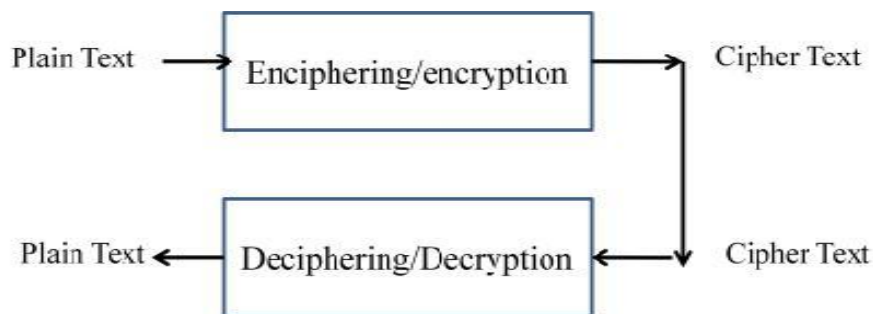 Plain Text
Enciphering/encryption
Cipher Text
Plain Text
Deciphering/Decryption
Cipher Text